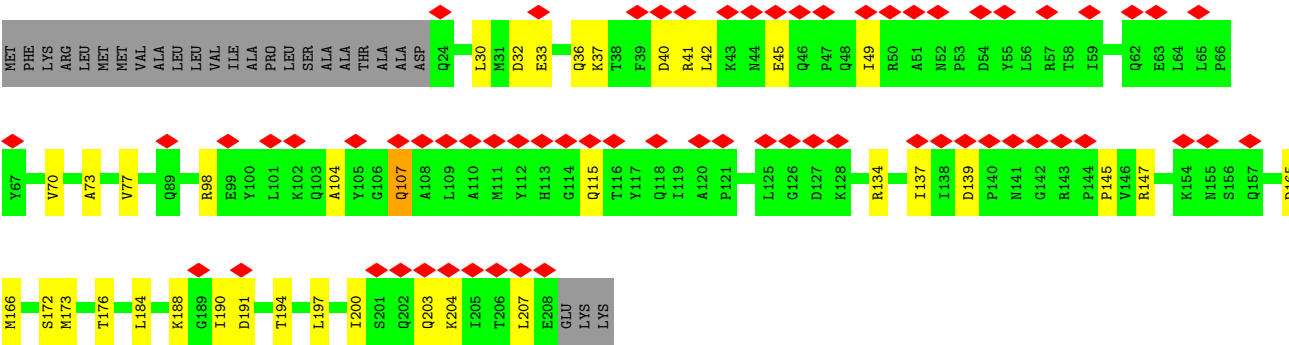 MET PHE LYS ARG LEU MET MET VAL ALA LEU LEU VAL ILE ALA PRO LEU SER ALA ALA THR ALA ALA ASP Q24 L30 M31 D32 E33 Q36 K37 T38 F39 D40 R41 L42 K43 N44 E45 Q46 P47 Q48 I49 R50 A51 N52 P53 D54 Y55 L56 R57 T58 I59 Q62 E63 L64 L65 P66
Y67 V70 A73 V77 Q89 R98 E99 Y100 L101 K102 Q103 A104 Y105 G106 Q107 A108 L109 A110 M111 Y112 H113 G114 Q115 T116 Y117 Q118 I119 A120 P121 L125 G126 D127 K128 R134 I137 I138 D139 P140 N141 G142 R143 P144 P145 V146 R147 K154 N155 S156 Q157
M166 S172 M173 T176 L184 K188 G189 I190 D191 T194 L197 I200 S201 Q202 Q203 K204 I205 T206 L207 E208 GLU LYS LYS